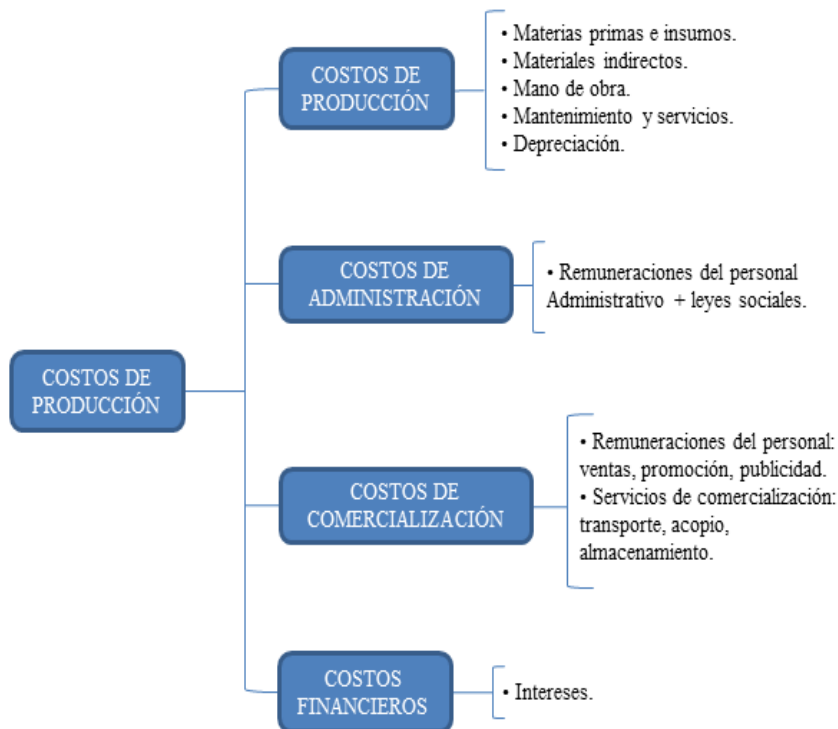 COSTOS DE
PRODUCCIÓN
COSTOS DE
PRODUCCIÓN
• Materias primas e insumos.
• Materiales indirectos.
• Mano de obra.
• Mantenimiento y servicios.
• Depreciación.
COSTOS DE
ADMINISTRACIÓN
• Remuneraciones del personal
Administrativo + leyes sociales.
COSTOS DE
COMERCIALIZACIÓN
• Remuneraciones del personal:
ventas, promoción, publicidad.
• Servicios de comercialización:
transporte, acopio,
almacenamiento.
COSTOS
FINANCIEROS
• Intereses.